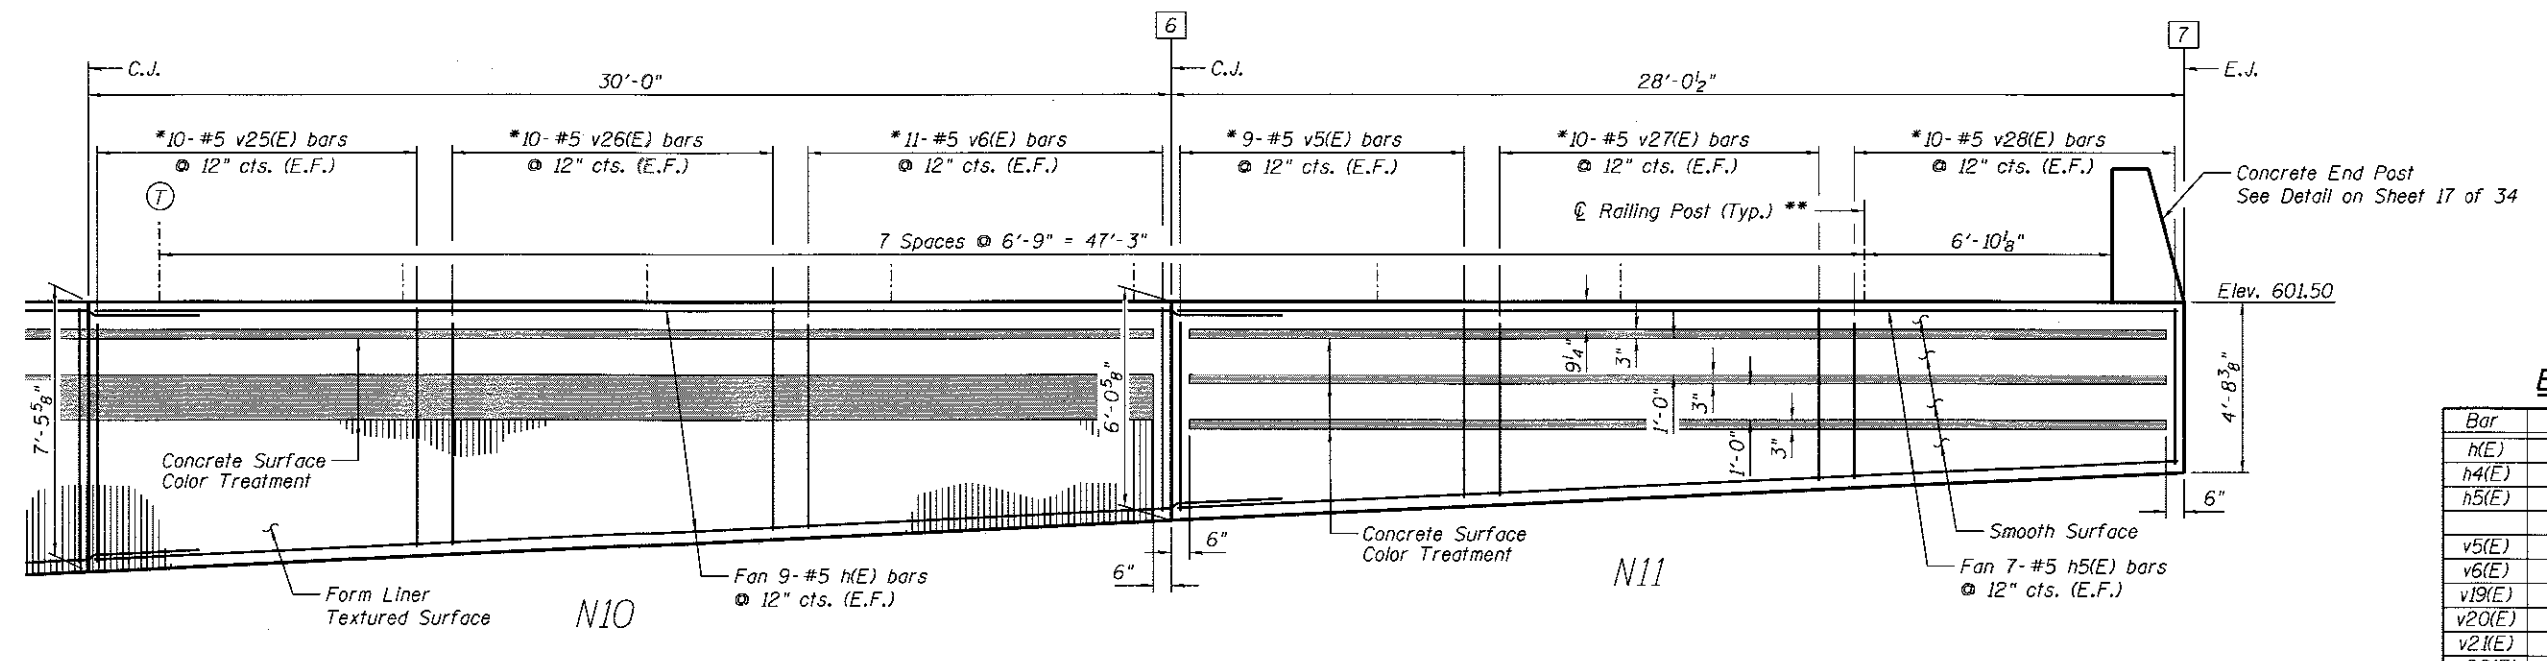 6
7
C.J.
C.J.
E.J.
30'-0"
28'-0½"
*10-#5 v25(E) bars
@ 12" cts. (E.F.)
*10-#5 v26(E) bars
@ 12" cts. (E.F.)
*11-#5 v6(E) bars
@ 12" cts. (E.F.)
*9-#5 v5(E) bars
@ 12" cts. (E.F.)
*10-#5 v27(E) bars
@ 12" cts. (E.F.)
*10-#5 v28(E) bars
@ 12" cts. (E.F.)
Concrete End Post
See Detail on Sheet 17 of 34
T
℄ Railing Post (Typ.) **
7 Spaces @ 6'-9" = 47'-3"
6'-10⅛"
Elev. 601.50
7'-5⅝"
6'-0⅝"
9¼"
3"
1'-0"
3"
1'-0"
3"
4'-8⅜"
Concrete Surface
Color Treatment
Form Liner
Textured Surface
N10
Fan 9-#5 h(E) bars
@ 12" cts. (E.F.)
6"
6"
Concrete Surface
Color Treatment
N11
Smooth Surface
Fan 7-#5 h5(E) bars
@ 12" cts. (E.F.)
6"
Bar
h(E)
h4(E)
h5(E)
v5(E)
v6(E)
v19(E)
v20(E)
v21(E)